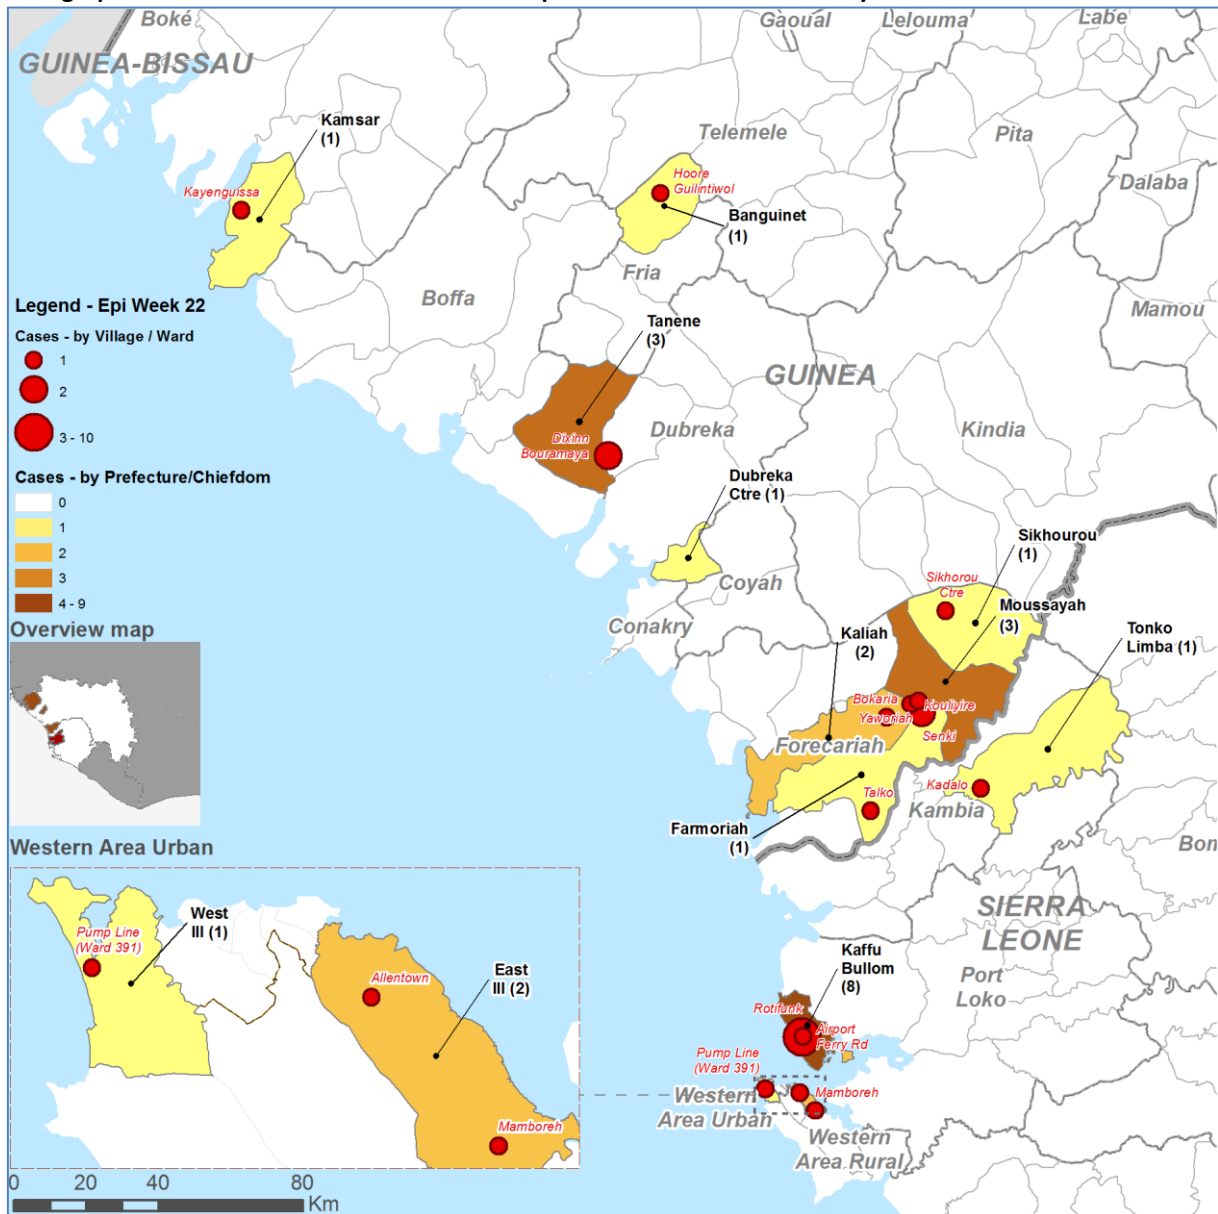 Boké
GUINEA-BISSAU
Gaoual
Lelouma
Labe
Kamsar
(1)
Telemele
Pita
Kayenguissa
Hoore
Guilintiwol
Dalaba
Banguinet
(1)
Fria
Boffa
Mamou
Legend - Epi Week 22
Cases - by Village / Ward
1
2
3 - 10
Cases - by Prefecture/Chiefdom
0
1
2
3
4 - 9
Tanene
(3)
GUINEA
Dixinn
Bouramaya
Dubreka
Kindia
Dubreka
Ctre (1)
Sikhourou
(1)
Coyah
Sikhorou
Ctre
Moussayah
(3)
Conakry
Kaliah
(2)
Tonko
Limba (1)
Bokaria
Kouliyire
Yaworiah
Senki
Forecariah
Talko
Kadalo
Kambia
Farmoriah
(1)
Bom
SIERRA
LEONE
Kaffu
Bullom
(8)
Port
Loko
Rotifunk
Airport
Ferry Rd
Pump Line
(Ward 391)
Mamboreh
Western
Area Urban
Western
Area Rural
Overview map
Western Area Urban
West
III (1)
Pump Line
(Ward 391)
Allentown
East
III (2)
Mamboreh
0 20 40 80
Km